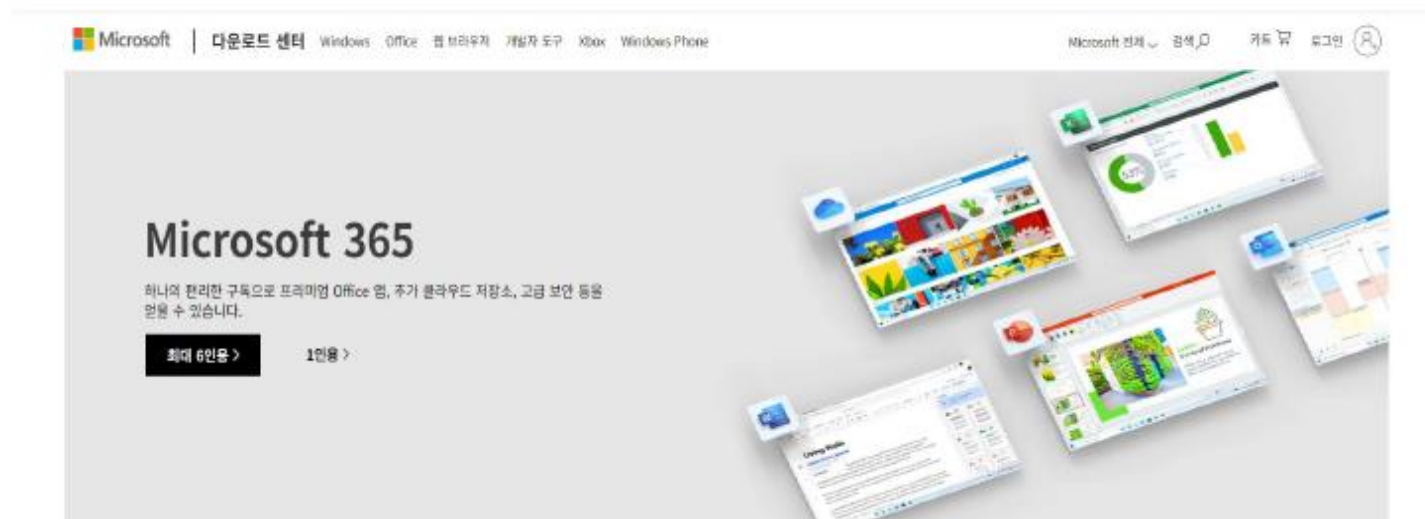 Microsoft 다운로드 센터 Windows Office 웹 브라우저 개발자 도구 Xbox Windows Phone Microsoft 전체 검색 카트 로그인
Microsoft 365
하나의 편리한 구독으로 프리미엄 Office 앱, 추가 클라우드 저장소, 고급 보안 등을
얻을 수 있습니다.
최대 6인용 > 1인용 >